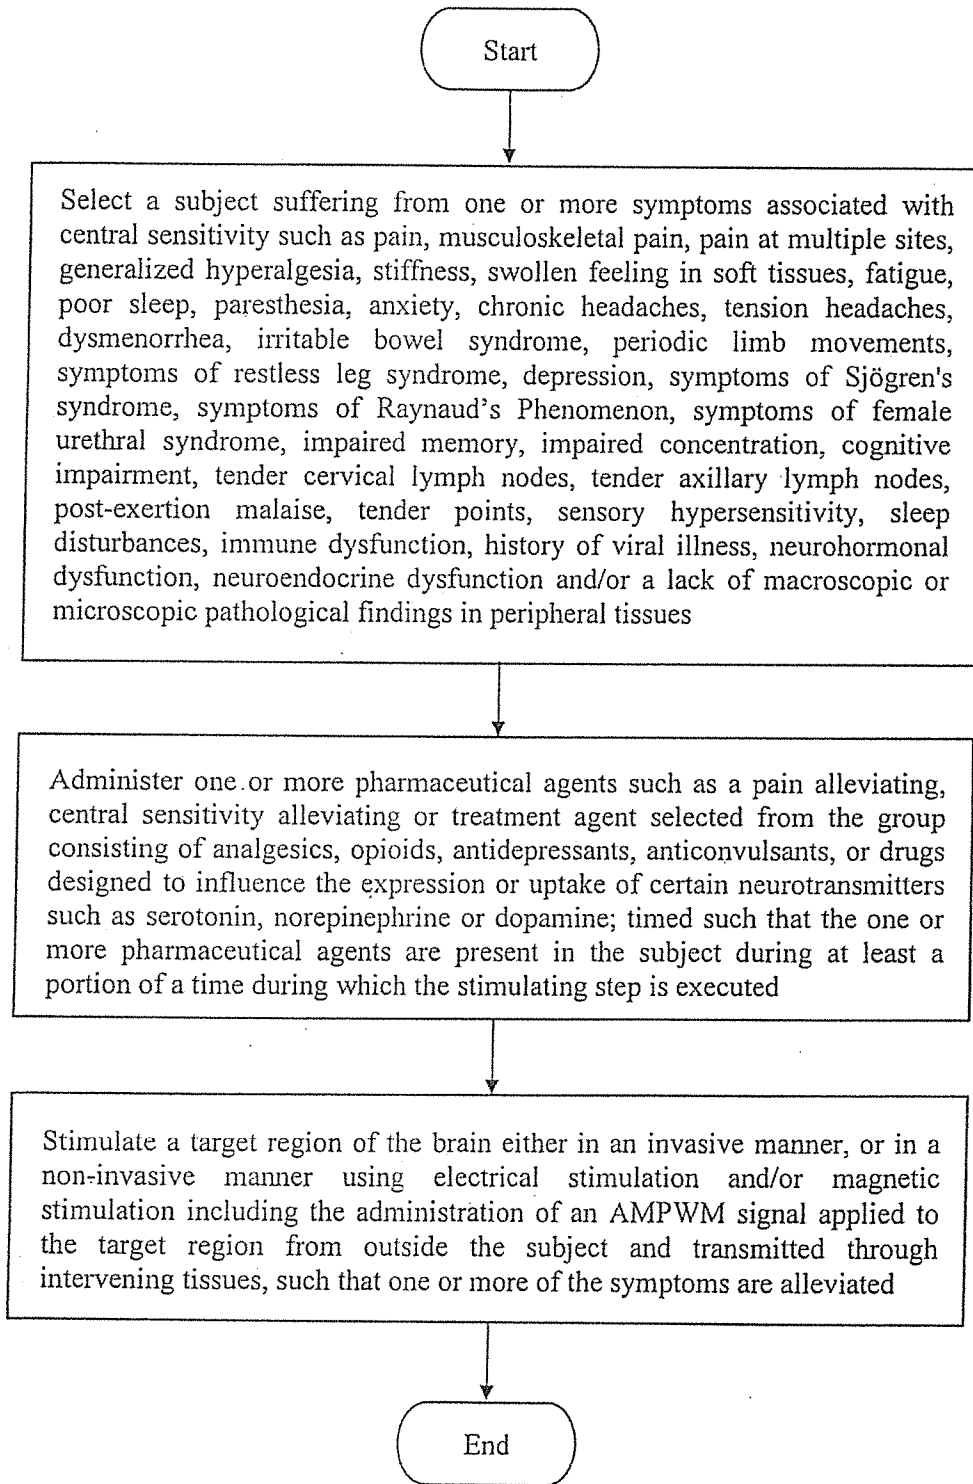 Start
Select a subject suffering from one or more symptoms associated with
central sensitivity such as pain, musculoskeletal pain, pain at multiple sites,
generalized hyperalgesia, stiffness, swollen feeling in soft tissues, fatigue,
poor sleep, paresthesia, anxiety, chronic headaches, tension headaches,
dysmenorrhea, irritable bowel syndrome, periodic limb movements,
symptoms of restless leg syndrome, depression, symptoms of Sjögren's
syndrome, symptoms of Raynaud's Phenomenon, symptoms of female
urethral syndrome, impaired memory, impaired concentration, cognitive
impairment, tender cervical lymph nodes, tender axillary lymph nodes,
post-exertion malaise, tender points, sensory hypersensitivity, sleep
disturbances, immune dysfunction, history of viral illness, neurohormonal
dysfunction, neuroendocrine dysfunction and/or a lack of macroscopic or
microscopic pathological findings in peripheral tissues
Administer one or more pharmaceutical agents such as a pain alleviating,
central sensitivity alleviating or treatment agent selected from the group
consisting of analgesics, opioids, antidepressants, anticonvulsants, or drugs
designed to influence the expression or uptake of certain neurotransmitters
such as serotonin, norepinephrine or dopamine; timed such that the one or
more pharmaceutical agents are present in the subject during at least a
portion of a time during which the stimulating step is executed
Stimulate a target region of the brain either in an invasive manner, or in a
non-invasive manner using electrical stimulation and/or magnetic
stimulation including the administration of an AMPWM signal applied to
the target region from outside the subject and transmitted through
intervening tissues, such that one or more of the symptoms are alleviated
End